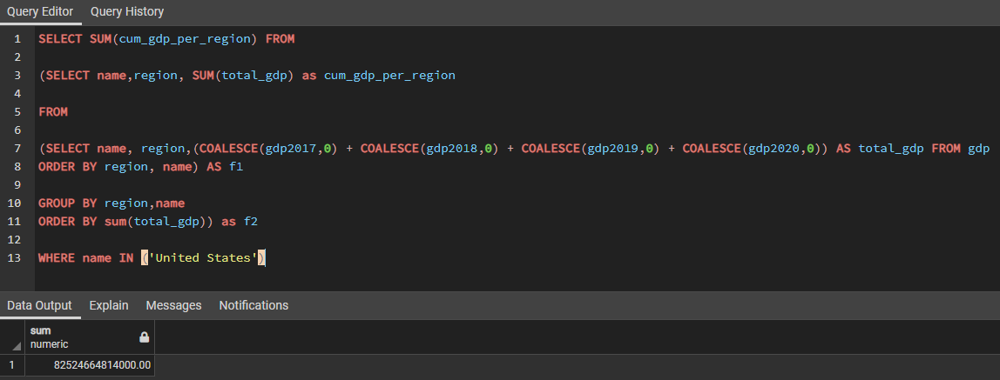 Query Editor Query History
1 SELECT SUM(cum_gdp_per_region) FROM
2
3 (SELECT name,region, SUM(total_gdp) as cum_gdp_per_region
4
5 FROM
6
7 (SELECT name, region,(COALESCE(gdp2017,0) + COALESCE(gdp2018,0) + COALESCE(gdp2019,0) + COALESCE(gdp2020,0)) AS total_gdp FROM gdp
8 ORDER BY region, name) AS f1
9
10 GROUP BY region,name
11 ORDER BY sum(total_gdp)) as f2
12
13 WHERE name IN ('United States')
Data Output Explain Messages Notifications
sum
numeric
1 82524664814000.00